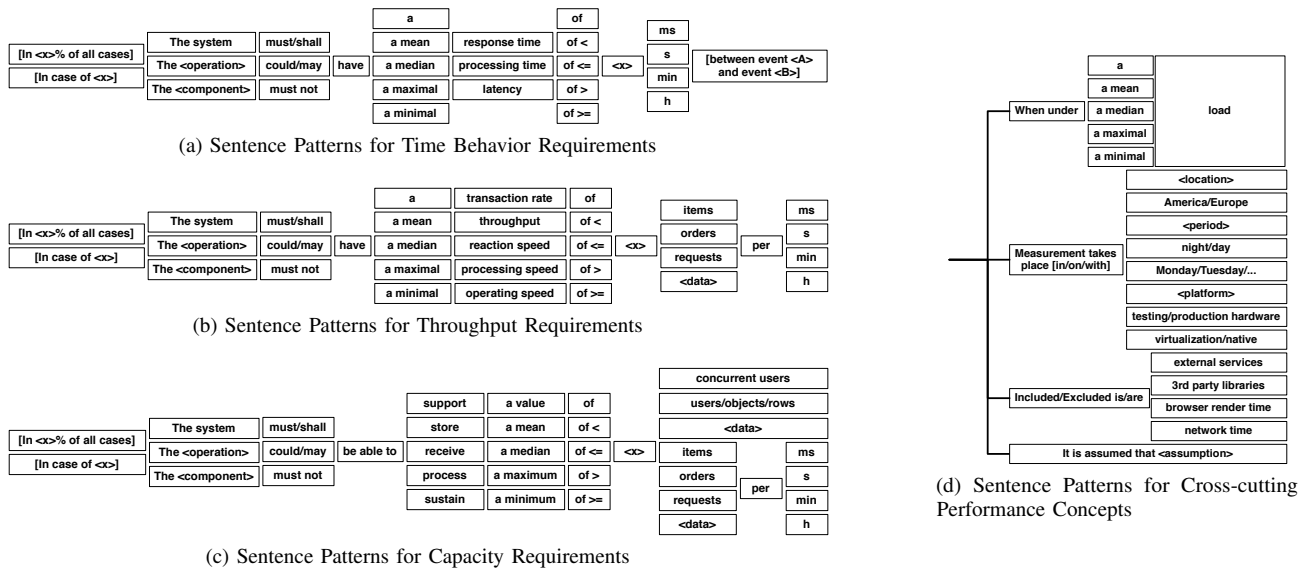 a of
ms
The system must/shall a mean response time of <
[In <x>% of all cases] s
The <operation> could/may have a median processing time of <= <x> [between event <A>
and event <B>]
[In case of <x>] min
The <component> must not a maximal latency of >
h
a minimal of >=
(a) Sentence Patterns for Time Behavior Requirements
a transaction rate of
items ms
The system must/shall a mean throughput of <
[In <x>% of all cases] orders s
The <operation> could/may have a median reaction speed of <= <x> per
[In case of <x>] requests min
The <component> must not a maximal processing speed of >
<data> h
a minimal operating speed of >=
(b) Sentence Patterns for Throughput Requirements
concurrent users
support a value of users/objects/rows
The system must/shall store a mean of < <data>
[In <x>% of all cases]
The <operation> could/may be able to receive a median of <= <x> items ms
[In case of <x>]
The <component> must not process a maximum of > orders s
per
sustain a minimum of >= requests min
<data> h
(c) Sentence Patterns for Capacity Requirements
a
a mean
When under a median load
a maximal
a minimal
<location>
America/Europe
<period>
Measurement takes
place [in/on/with]
night/day
Monday/Tuesday/...
<platform>
testing/production hardware
virtualization/native
external services
3rd party libraries
Included/Excluded is/are
browser render time
network time
It is assumed that <assumption>
(d) Sentence Patterns for Cross-cutting
Performance Concepts